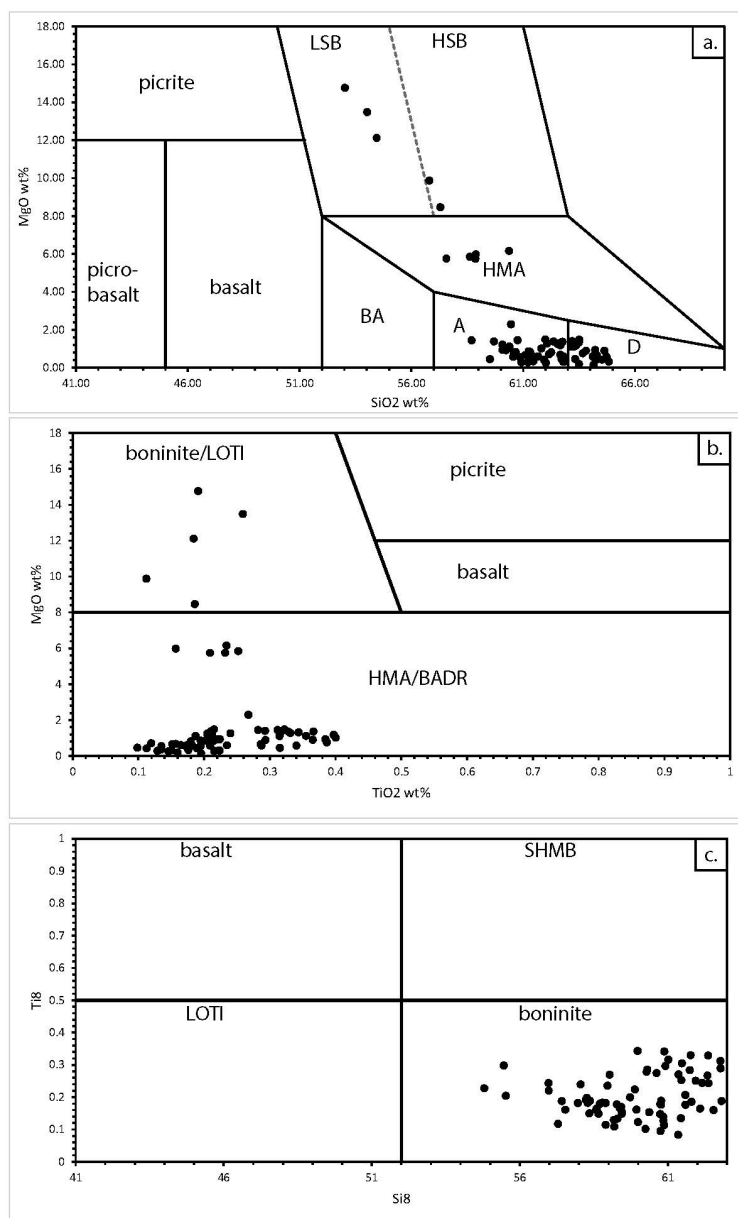 a.
18.00
16.00
14.00
12.00
10.00
8.00
6.00
4.00
2.00
0.00
MgO wt%
LSB
HSB
picrite
picro-
basalt
basalt
BA
A
HMA
D
41.00 46.00 51.00 56.00 61.00 66.00
SiO2 wt%
b.
18
16
14
12
10
8
6
4
2
0
MgO wt%
boninite/LOTI
picrite
basalt
HMA/BADR
0 0.1 0.2 0.3 0.4 0.5 0.6 0.7 0.8 0.9 1
TiO2 wt%
c.
1
0.9
0.8
0.7
0.6
0.5
0.4
0.3
0.2
0.1
0
Ti8
basalt
SHMB
LOTI
boninite
41 46 51 56 61
Si8